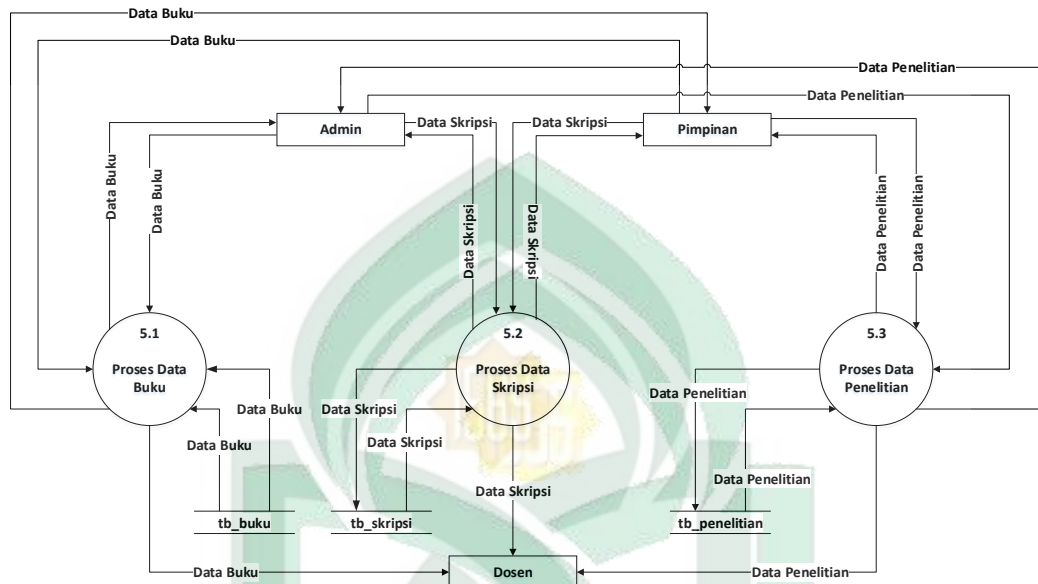 Data Buku
Data Buku
Data Penelitian
Data Penelitian
Admin
Data Skripsi
Data Skripsi
Pimpinan
Data Buku
Data Buku
Data Skripsi
Data Skripsi
Data Penelitian
Data Penelitian
5.1
Proses Data
Buku
5.2
Proses Data
Skripsi
5.3
Proses Data
Penelitian
Data Buku
Data Buku
Data Skripsi
Data Skripsi
Data Penelitian
Data Penelitian
Data Skripsi
tb_buku
tb_skripsi
tb_penelitian
Data Buku
Dosen
Data Penelitian